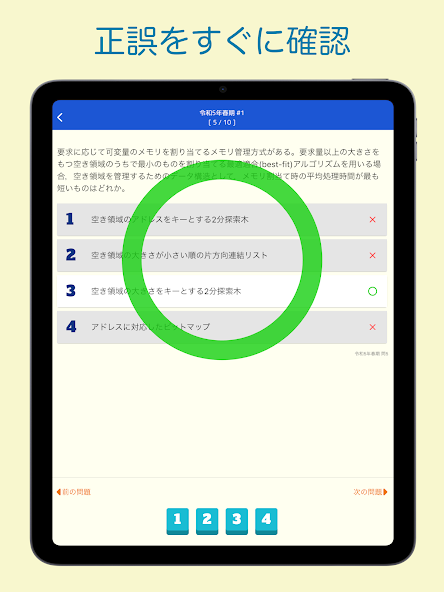 正誤をすぐに確認
令和5年春期 #1
[ 5 / 10 ]
要求に応じて可変量のメモリを割り当てるメモリ管理方式がある。要求量以上の大きさを
もつ空き領域のうちで最小のものを割り当てる最適適合(best-fit)アルゴリズムを用いる場
合，空き領域を管理するためのデータ構造として，メモリ割当て時の平均処理時間が最も
短いものはどれか。
1 空き領域のアドレスをキーとする2分探索木
2 空き領域の大きさが小さい順の片方向連結リスト
3 空き領域の大きさをキーとする2分探索木
4 アドレスに対応したビットマップ
前の問題
次の問題
1 2 3 4